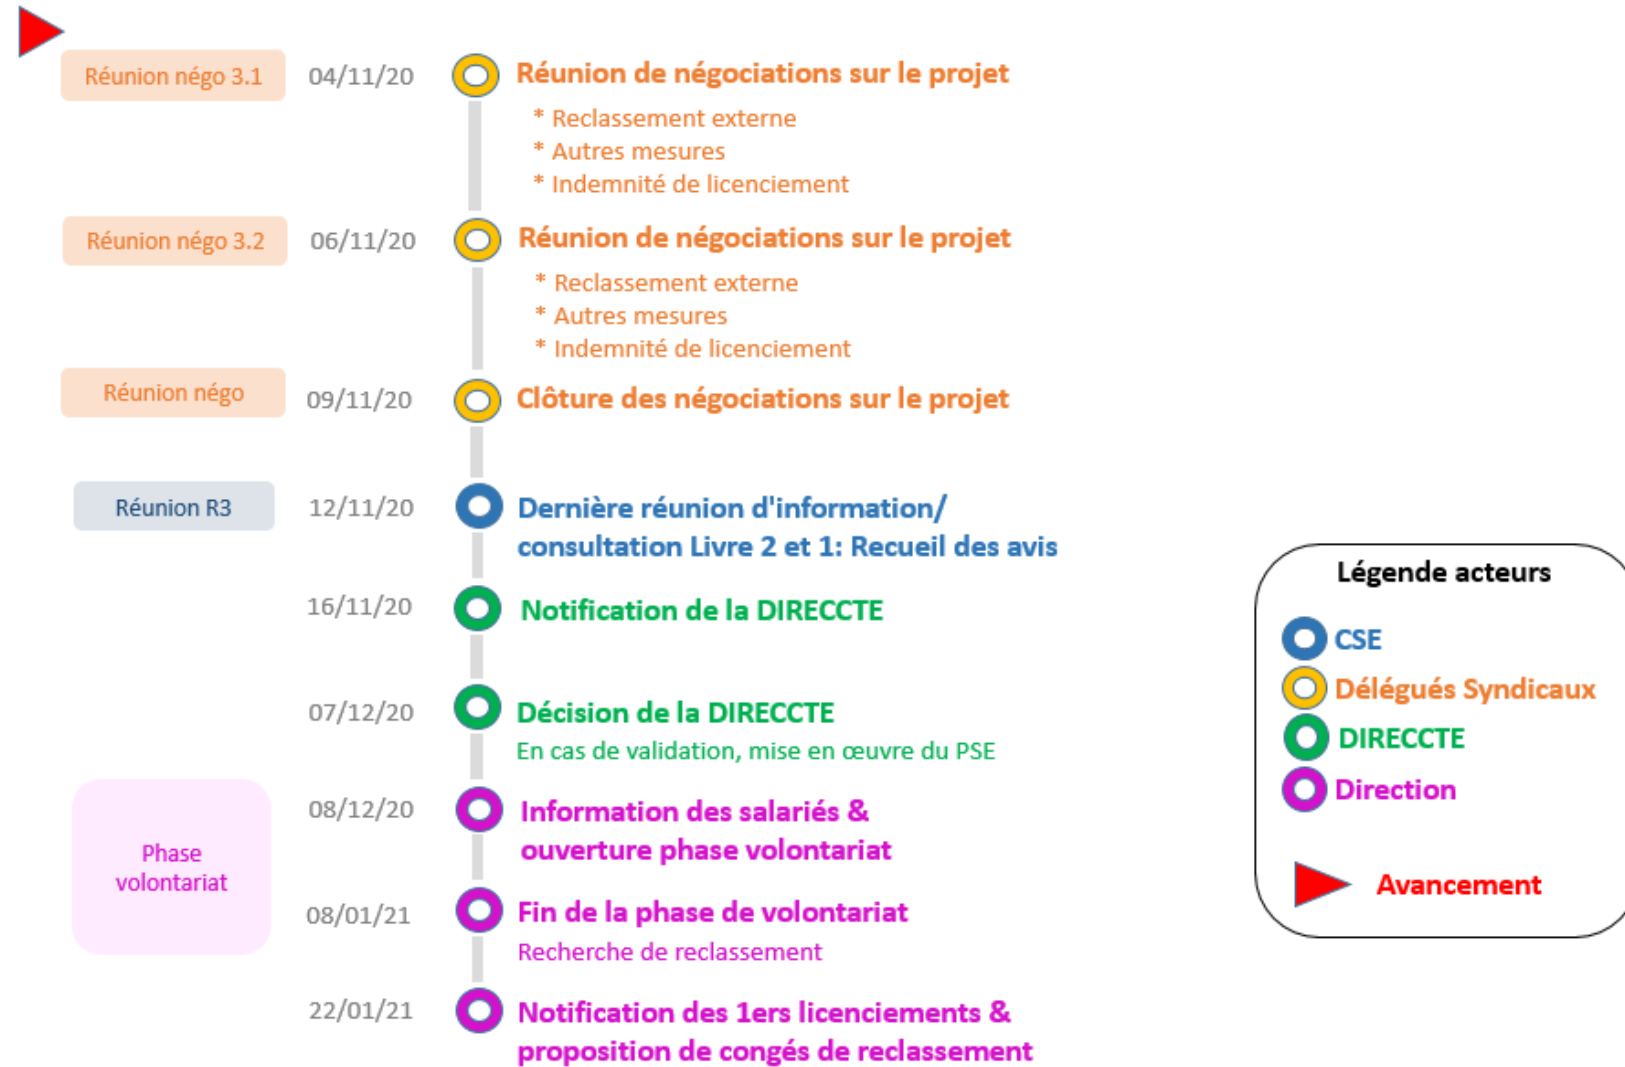 Réunion négo 3.1
04/11/20
Réunion de négociations sur le projet
* Reclassement externe
* Autres mesures
* Indemnité de licenciement
Réunion négo 3.2
06/11/20
Réunion de négociations sur le projet
* Reclassement externe
* Autres mesures
* Indemnité de licenciement
Réunion négo
09/11/20
Clôture des négociations sur le projet
Réunion R3
12/11/20
Dernière réunion d'information/
consultation Livre 2 et 1: Recueil des avis
16/11/20
Notification de la DIRECCTE
07/12/20
Décision de la DIRECCTE
En cas de validation, mise en œuvre du PSE
Phase
volontariat
08/12/20
Information des salariés &
ouverture phase volontariat
08/01/21
Fin de la phase de volontariat
Recherche de reclassement
22/01/21
Notification des 1ers licenciements &
proposition de congés de reclassement
Légende acteurs
CSE
Délégués Syndicaux
DIRECCTE
Direction
Avancement